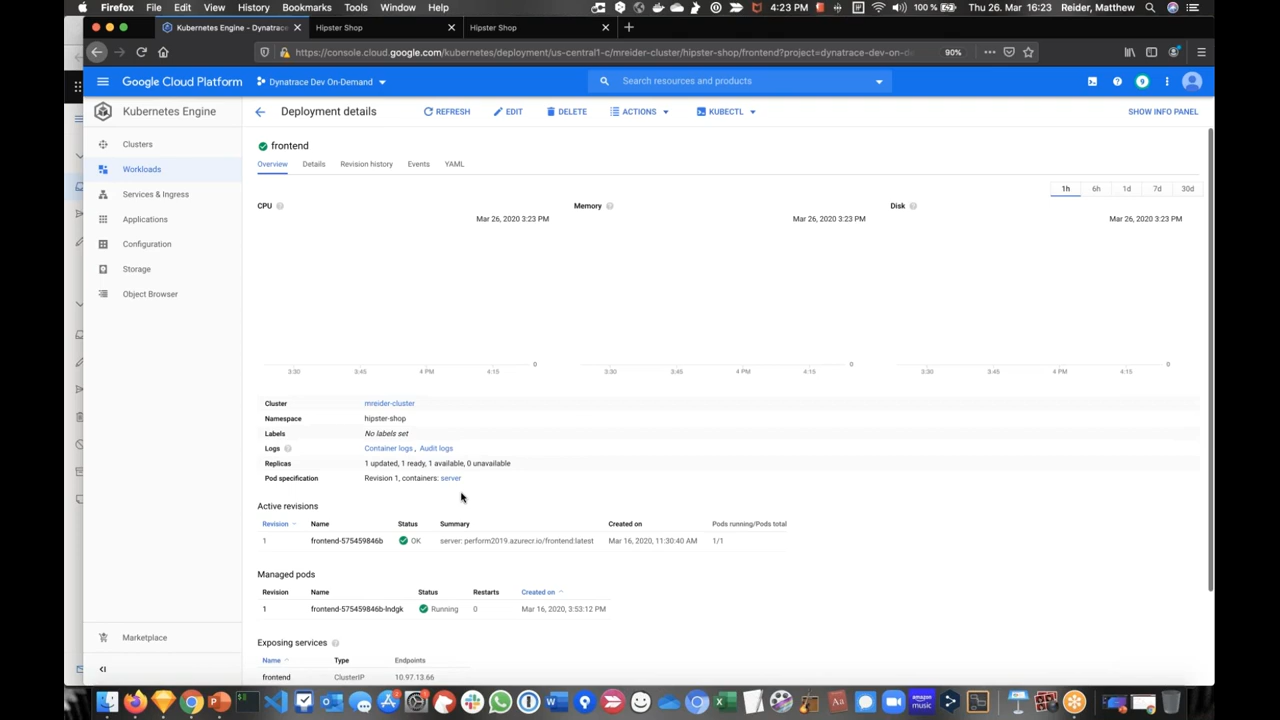 Firefox File Edit View History Bookmarks Tools Window Help 4:23 PM 100 % Thu 26. Mar 16:23 Reider, Matthew
Kubernetes Engine - Dynatrace Hipster Shop Hipster Shop
https://console.cloud.google.com/kubernetes/deployment/us-central1-c/mreider-cluster/hipster-shop/frontend?project=dynatrace-dev-on-de 90%
Google Cloud Platform Dynatrace Dev On-Demand Search resources and products 9
Kubernetes Engine Deployment details REFRESH EDIT DELETE ACTIONS KUBECTL SHOW INFO PANEL
Clusters
Workloads
Services & Ingress
Applications
Configuration
Storage
Object Browser
Marketplace
frontend
Overview Details Revision history Events YAML
1h 6h 1d 7d 30d
CPU Memory Disk
Mar 26, 2020 3:23 PM Mar 26, 2020 3:23 PM Mar 26, 2020 3:23 PM
0 0 0
3:30 3:45 4 PM 4:15 3:30 3:45 4 PM 4:15 3:30 3:45 4 PM 4:15
Cluster mreider-cluster
Namespace hipster-shop
Labels No labels set
Logs Container logs , Audit logs
Replicas 1 updated, 1 ready, 1 available, 0 unavailable
Pod specification Revision 1, containers: server
Active revisions
Revision Name Status Summary Created on Pods running/Pods total
1 frontend-575459846b OK server: perform2019.azurecr.io/frontend:latest Mar 16, 2020, 11:30:40 AM 1/1
Managed pods
Revision Name Status Restarts Created on
1 frontend-575459846b-lndgk Running 0 Mar 16, 2020, 3:53:12 PM
Exposing services
Name Type Endpoints
frontend ClusterIP 10.97.13.66
amazon
music